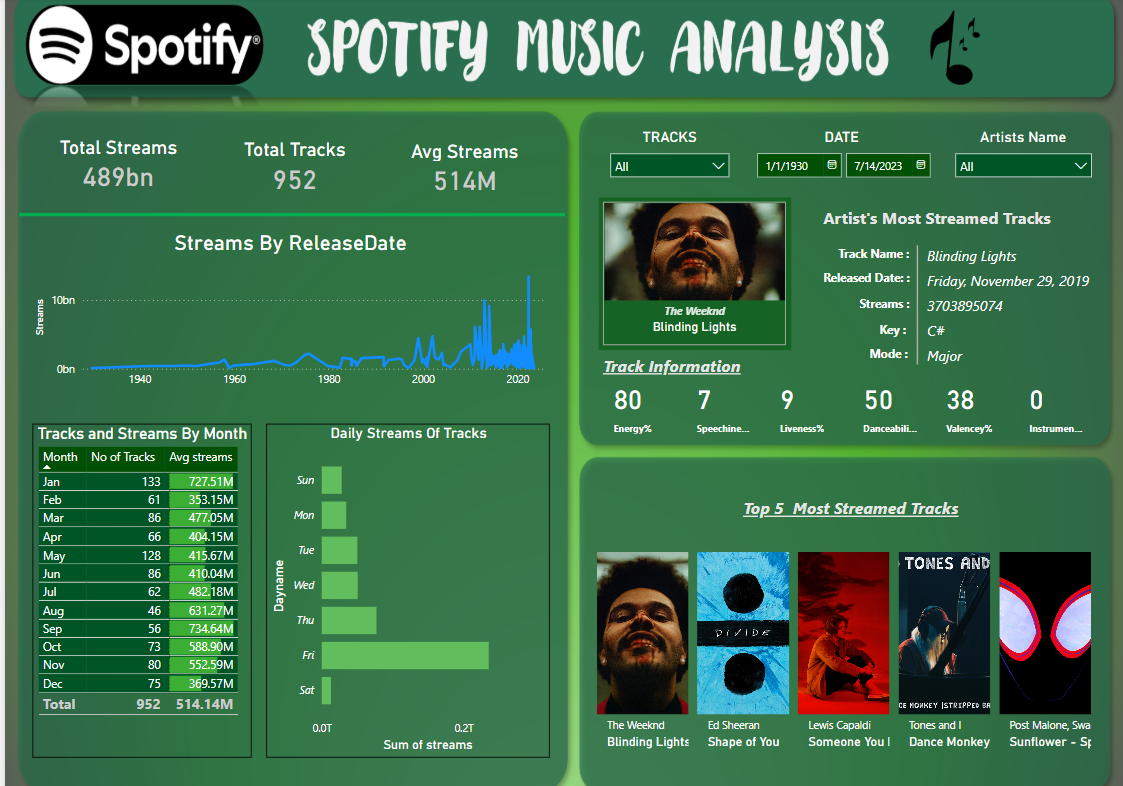 Spotify®
SPOTIFY MUSIC ANALYSIS
Total Streams
489bn
Total Tracks
952
Avg Streams
514M
Streams By ReleaseDate
Streams
10bn
0bn
1940 1960 1980 2000 2020
Tracks and Streams By Month
Month No of Tracks Avg streams
Jan 133 727.51M
Feb 61 353.15M
Mar 86 477.05M
Apr 66 404.15M
May 128 415.67M
Jun 86 410.04M
Jul 62 482.18M
Aug 46 631.27M
Sep 56 734.64M
Oct 73 588.90M
Nov 80 552.59M
Dec 75 369.57M
Total 952 514.14M
Daily Streams Of Tracks
Dayname
Sun
Mon
Tue
Wed
Thu
Fri
Sat
0.0T 0.2T
Sum of streams
TRACKS
All
DATE
1/1/1930 7/14/2023
Artists Name
All
The Weeknd
Blinding Lights
Artist's Most Streamed Tracks
Track Name : Blinding Lights
Released Date: : Friday, November 29, 2019
Streams : 3703895074
Key : C#
Mode : Major
Track Information
80 7 9 50 38 0
Energy% Speechine... Liveness% Danceabili... Valencey% Instrumen...
Top 5 Most Streamed Tracks
DIVIDE
TONES AND
CE MONKEY (STRIPPED BA
The Weeknd
Blinding Lights
Ed Sheeran
Shape of You
Lewis Capaldi
Someone You l
Tones and I
Dance Monkey
Post Malone, Swa
Sunflower - Sp